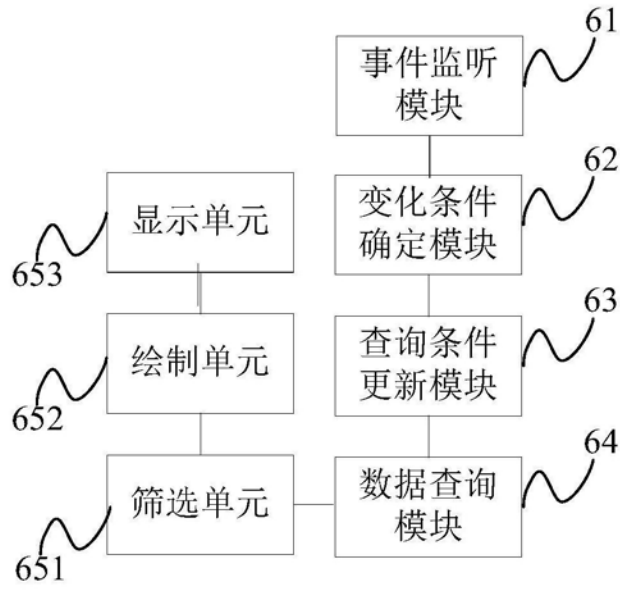 61
事件监听
模块
62
变化条件
确定模块
显示单元
653
63
查询条件
更新模块
绘制单元
652
64
数据查询
模块
筛选单元
651